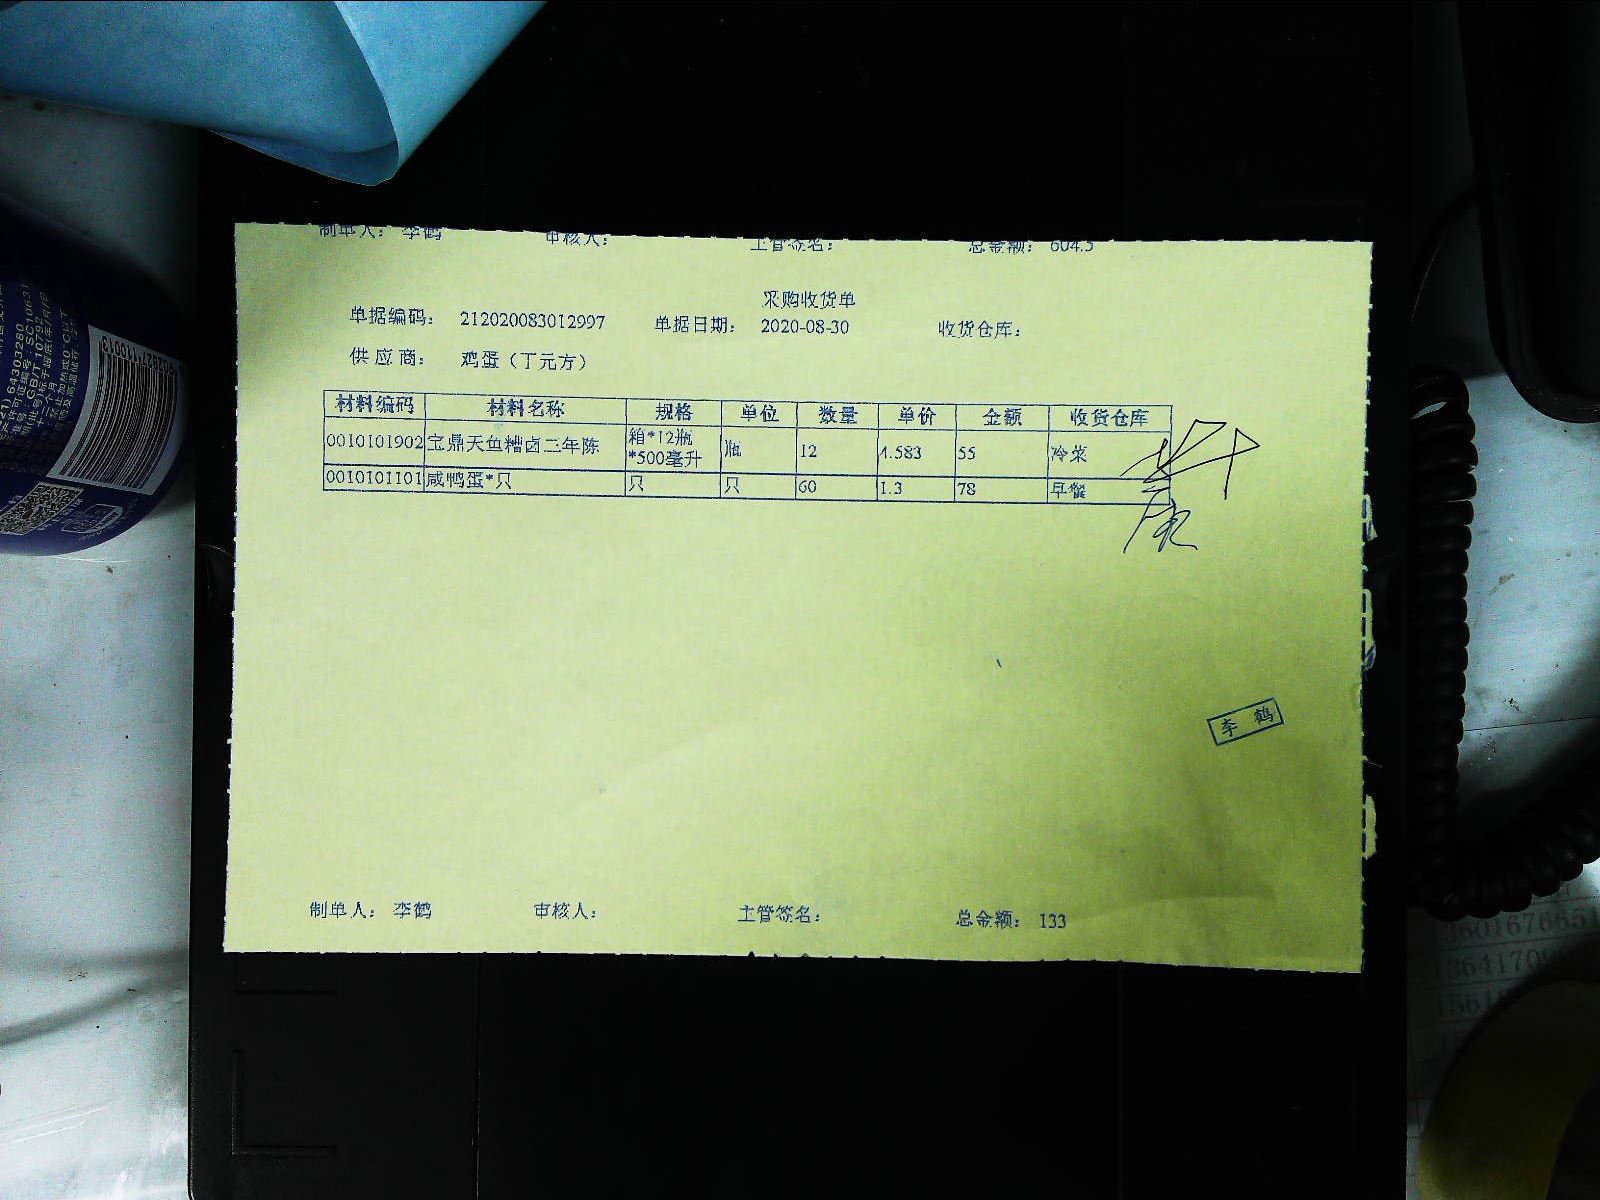 制单人： 李鹤 审核人： 主管签名： 总金额： 604.5
采购收货单
单据编码： 212020083012997 单据日期： 2020-08-30 收货仓库：
供应商： 鸡蛋（丁元方）
材料编码 材料名称 规格 单位 数量 单价 金额 收货仓库
0010101902 宝鼎天鱼糟卤三年陈 箱*12瓶*500毫升 瓶 12 4.583 55 冷菜
0010101101 咸鸭蛋*只 只 只 60 1.3 78 早餐
李鹤
制单人： 李鹤 审核人： 主管签名： 总金额： 133
64303280
GB/T 10792